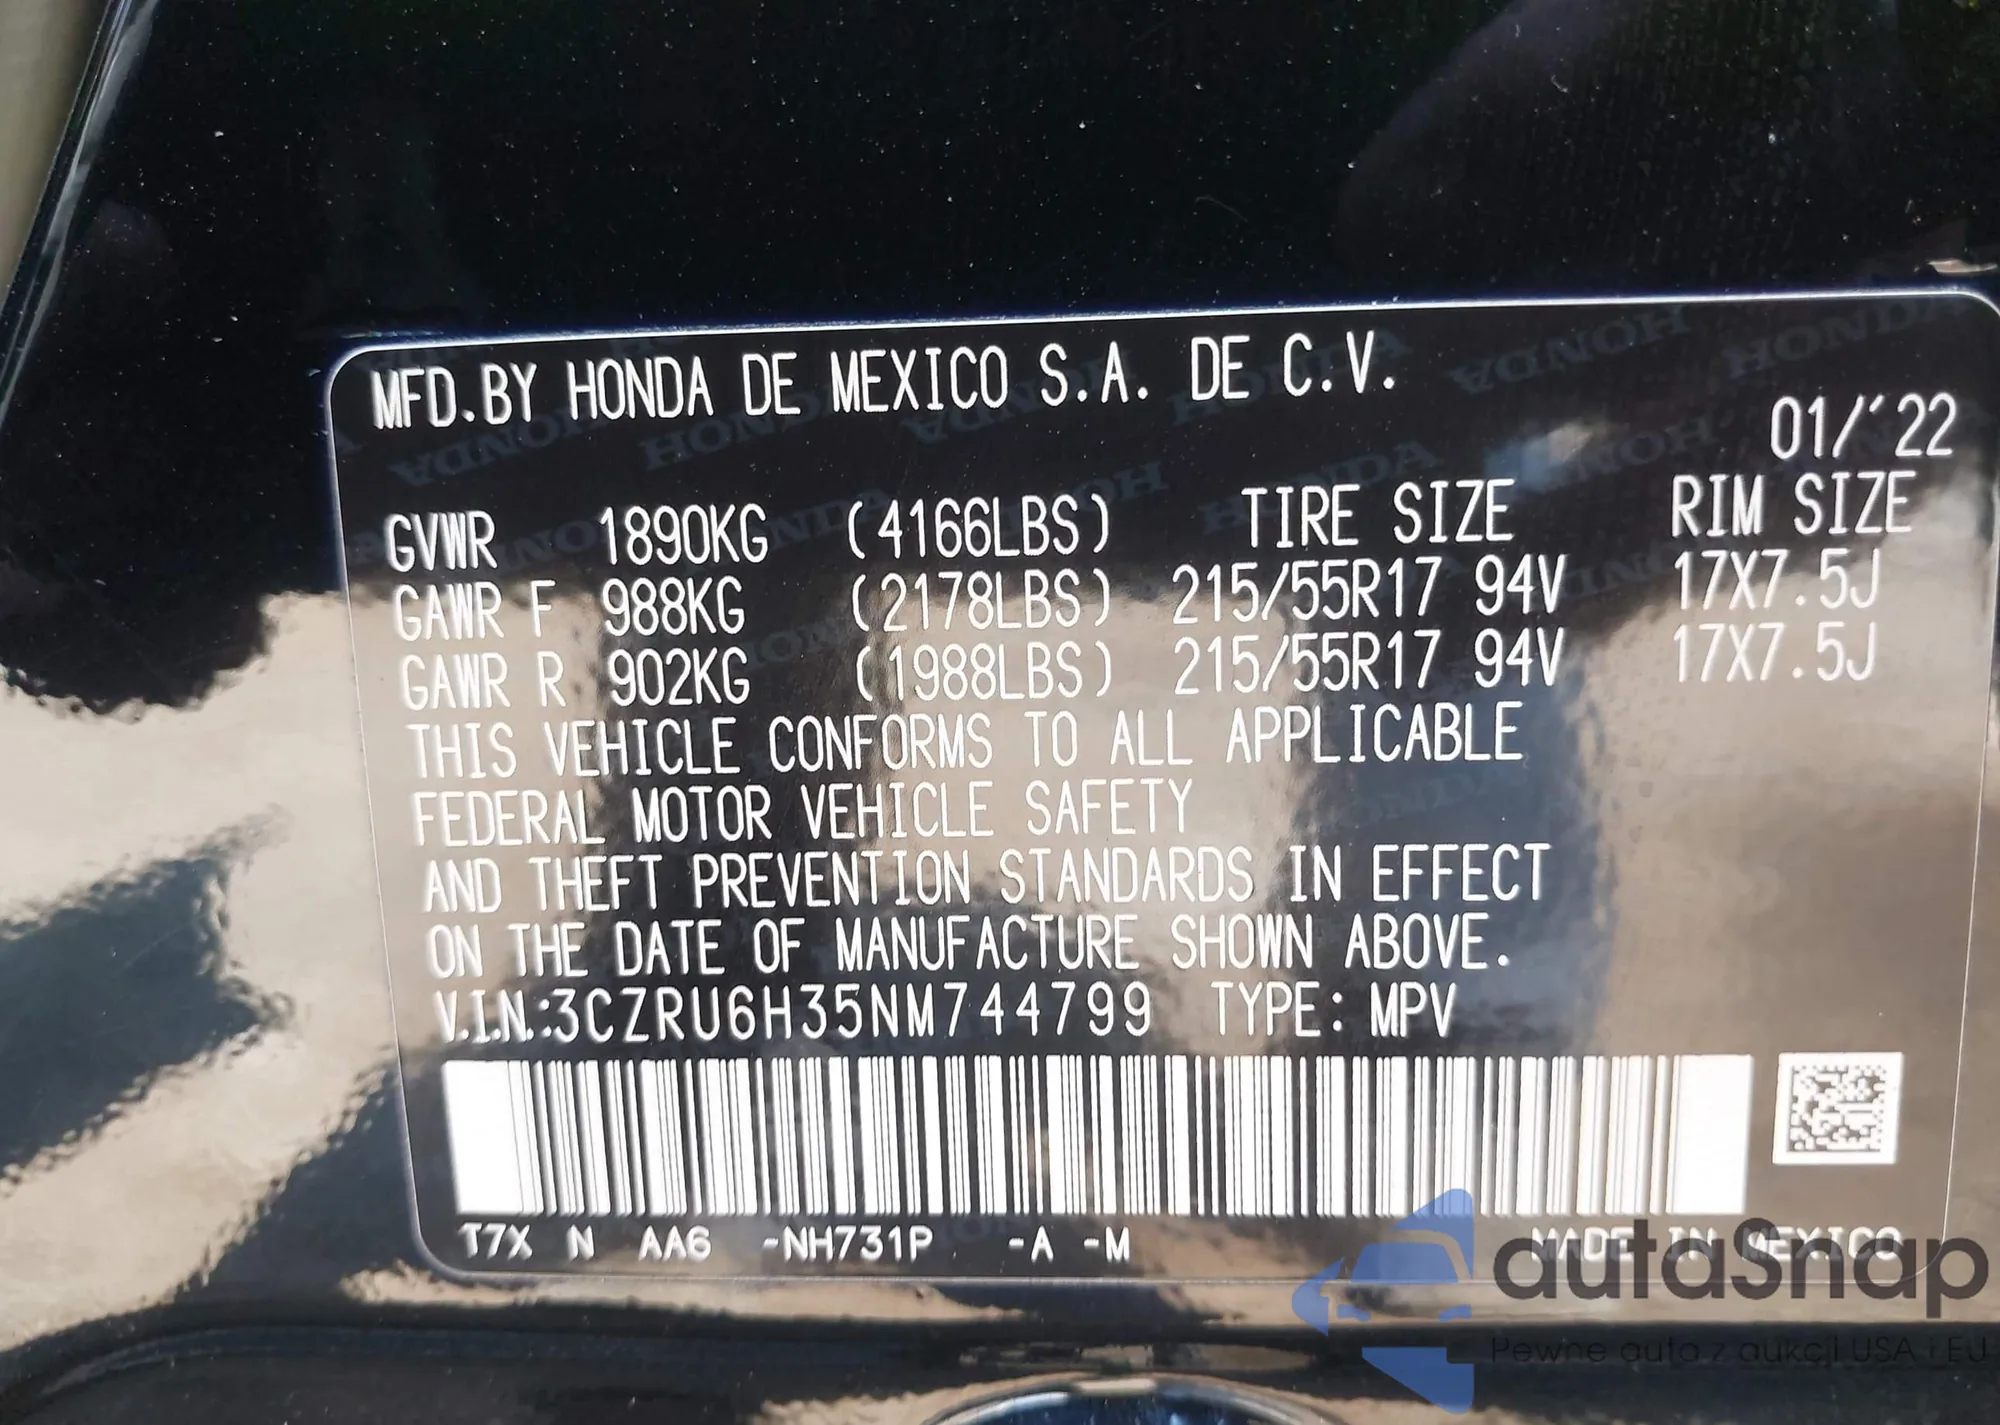 MFD.BY HONDA DE MEXICO S.A. DE C.V.
01/'22
GVWR 1890KG (4166LBS) TIRE SIZE RIM SIZE
GAWR F 988KG (2178LBS) 215/55R17 94V 17X7.5J
GAWR R 902KG (1988LBS) 215/55R17 94V 17X7.5J
THIS VEHICLE CONFORMS TO ALL APPLICABLE
FEDERAL MOTOR VEHICLE SAFETY
AND THEFT PREVENTION STANDARDS IN EFFECT
ON THE DATE OF MANUFACTURE SHOWN ABOVE.
V.I.N.:3CZRU6H35NM744799 TYPE: MPV
T7X N AA6 -NH731P -A -M
MADE IN MEXICO
autaSnap
Pewne auta z aukcji USA i EU